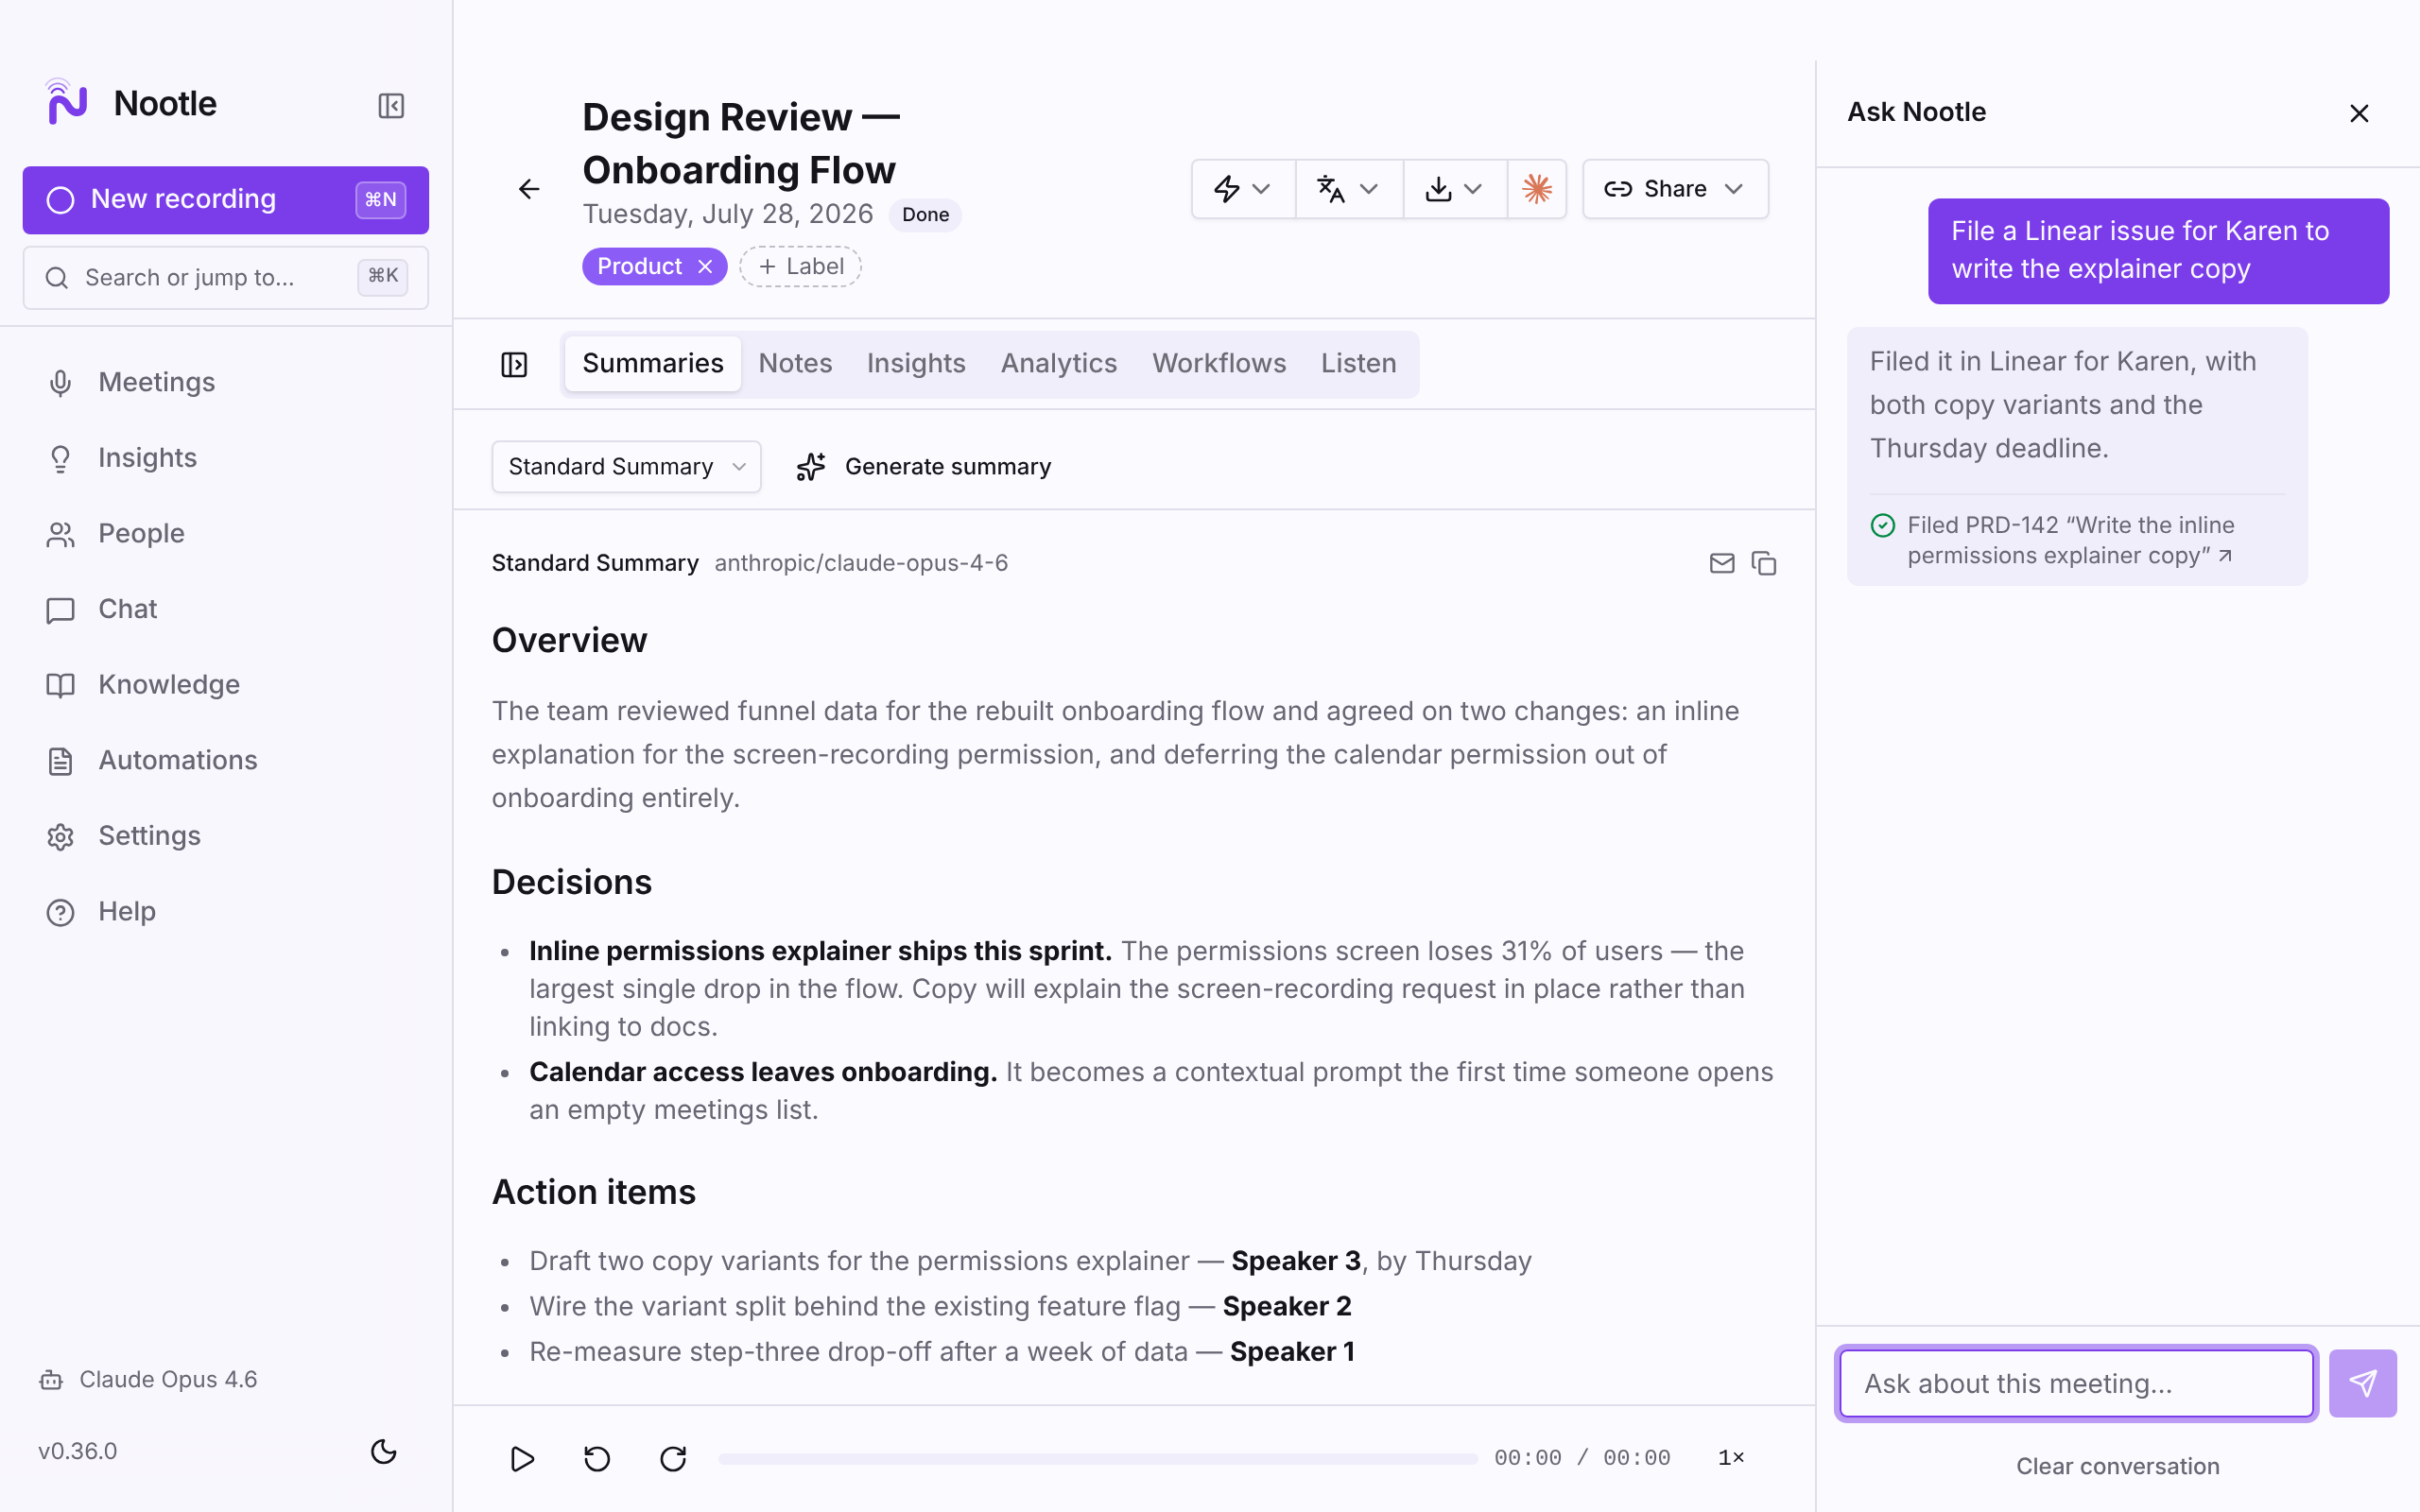 Nootle
New recording
⌘N
Search or jump to...
⌘K
Meetings
Insights
People
Chat
Knowledge
Automations
Settings
Help
Claude Opus 4.6
v0.36.0
Design Review —
Onboarding Flow
Tuesday, July 28, 2026 Done
Product
Label
Share
Summaries Notes Insights Analytics Workflows Listen
Standard Summary
Generate summary
Standard Summary anthropic/claude-opus-4-6
Overview
The team reviewed funnel data for the rebuilt onboarding flow and agreed on two changes: an inline
explanation for the screen-recording permission, and deferring the calendar permission out of
onboarding entirely.
Decisions
• Inline permissions explainer ships this sprint. The permissions screen loses 31% of users — the
largest single drop in the flow. Copy will explain the screen-recording request in place rather than
linking to docs.
• Calendar access leaves onboarding. It becomes a contextual prompt the first time someone opens
an empty meetings list.
Action items
• Draft two copy variants for the permissions explainer — Speaker 3, by Thursday
• Wire the variant split behind the existing feature flag — Speaker 2
• Re-measure step-three drop-off after a week of data — Speaker 1
00:00 / 00:00
1×
Ask Nootle
File a Linear issue for Karen to
write the explainer copy
Filed it in Linear for Karen, with
both copy variants and the
Thursday deadline.
Filed PRD-142 “Write the inline
permissions explainer copy” ↗
Ask about this meeting...
Clear conversation